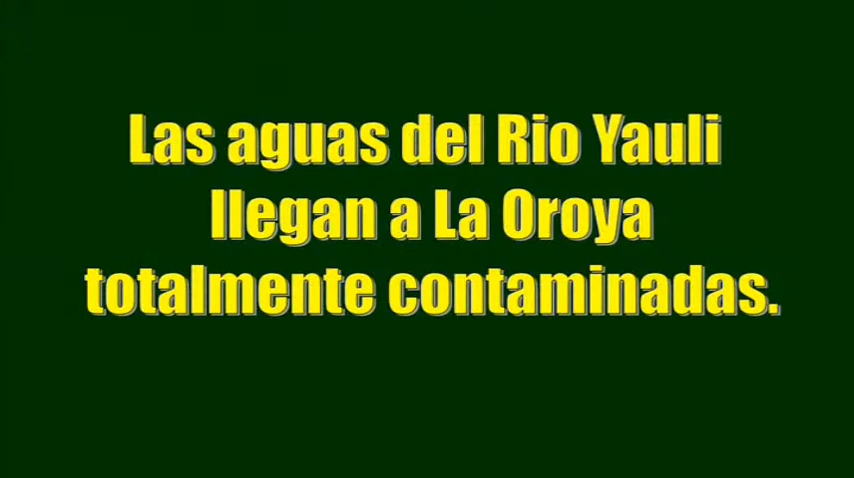 Las aguas del Rio Yauli
llegan a La Oroya
totalmente contaminadas.